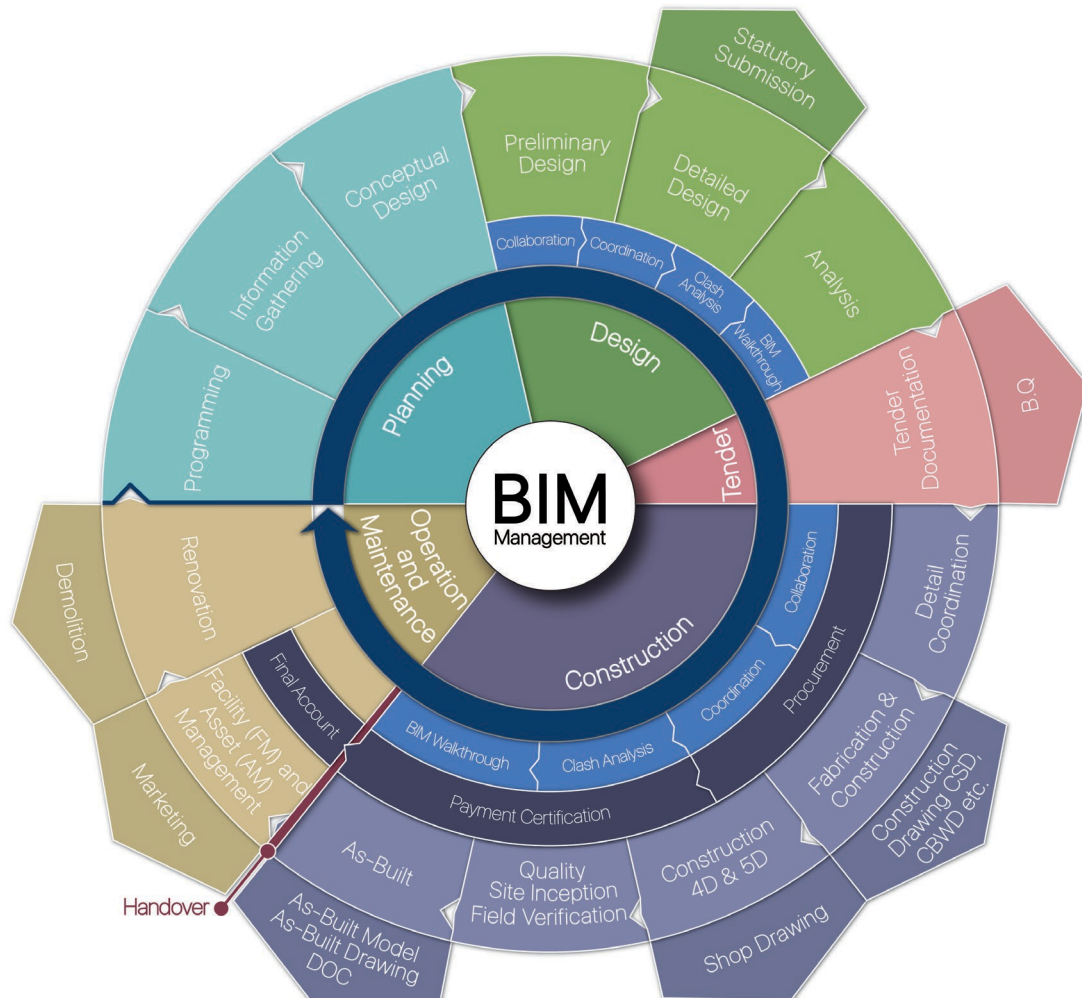 BIM
Management
Planning
Design
Tender
Construction
Operation
and
Maintenance
Programming
Information
Gathering
Conceptual
Design
Preliminary
Design
Detailed
Design
Analysis
Statutory
Submission
Collaboration
Coordination
Clash
Analysis
BIM
Walkthrough
Tender
Documentation
B.Q
Detail
Coordination
Fabrication &
Construction
Construction
Drawing CSD,
CBWD etc.
Construction
4D & 5D
Shop Drawing
Quality
Site Inception
Field Verification
As-Built
As-Built Model
As-Built Drawing
DOC
Collaboration
Coordination
Clash Analysis
BIM Walkthrough
Procurement
Payment Certification
Final Account
Handover
Facility (FM) and
Asset (AM)
Management
Marketing
Renovation
Demolition